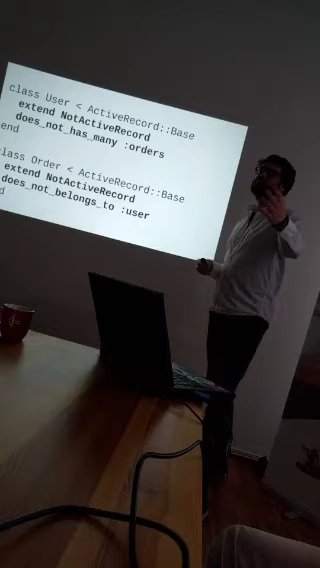 class User < ActiveRecord::Base
extend NotActiveRecord
does_not_has_many :orders
end
class Order < ActiveRecord::Base
extend NotActiveRecord
does_not_belongs_to :user